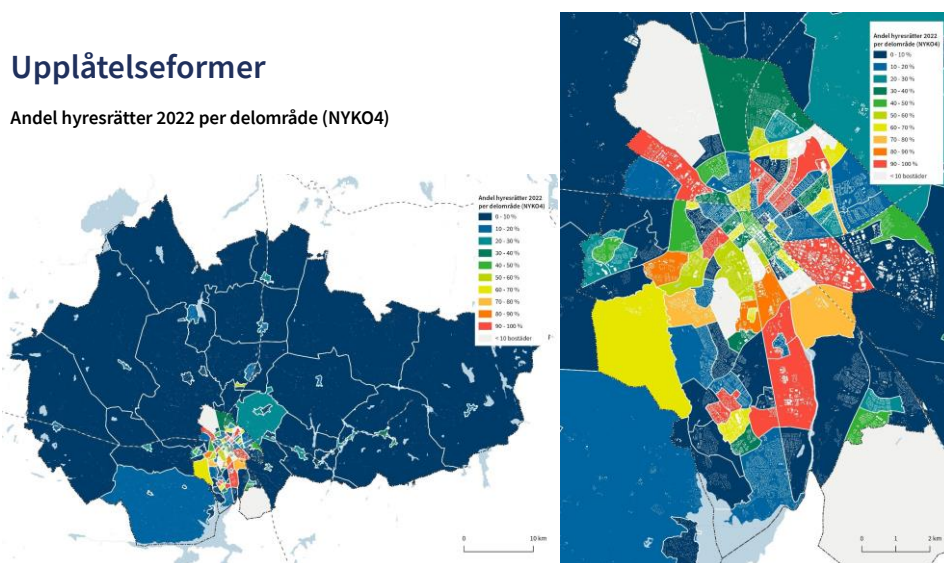 Upplåtelseformer
Andel hyresrätter 2022 per delområde (NYKO4)
Andel hyresrätter 2022
per delområde (NYKO4)
0 - 10 %
10 - 20 %
20 - 30 %
30 - 40 %
40 - 50 %
50 - 60 %
60 - 70 %
70 - 80 %
80 - 90 %
90 - 100 %
< 10 bostäder
0 10 km
Andel hyresrätter 2022
per delområde (NYKO4)
0 - 10 %
10 - 20 %
20 - 30 %
30 - 40 %
40 - 50 %
50 - 60 %
60 - 70 %
70 - 80 %
80 - 90 %
90 - 100 %
< 10 bostäder
0 1 2 km